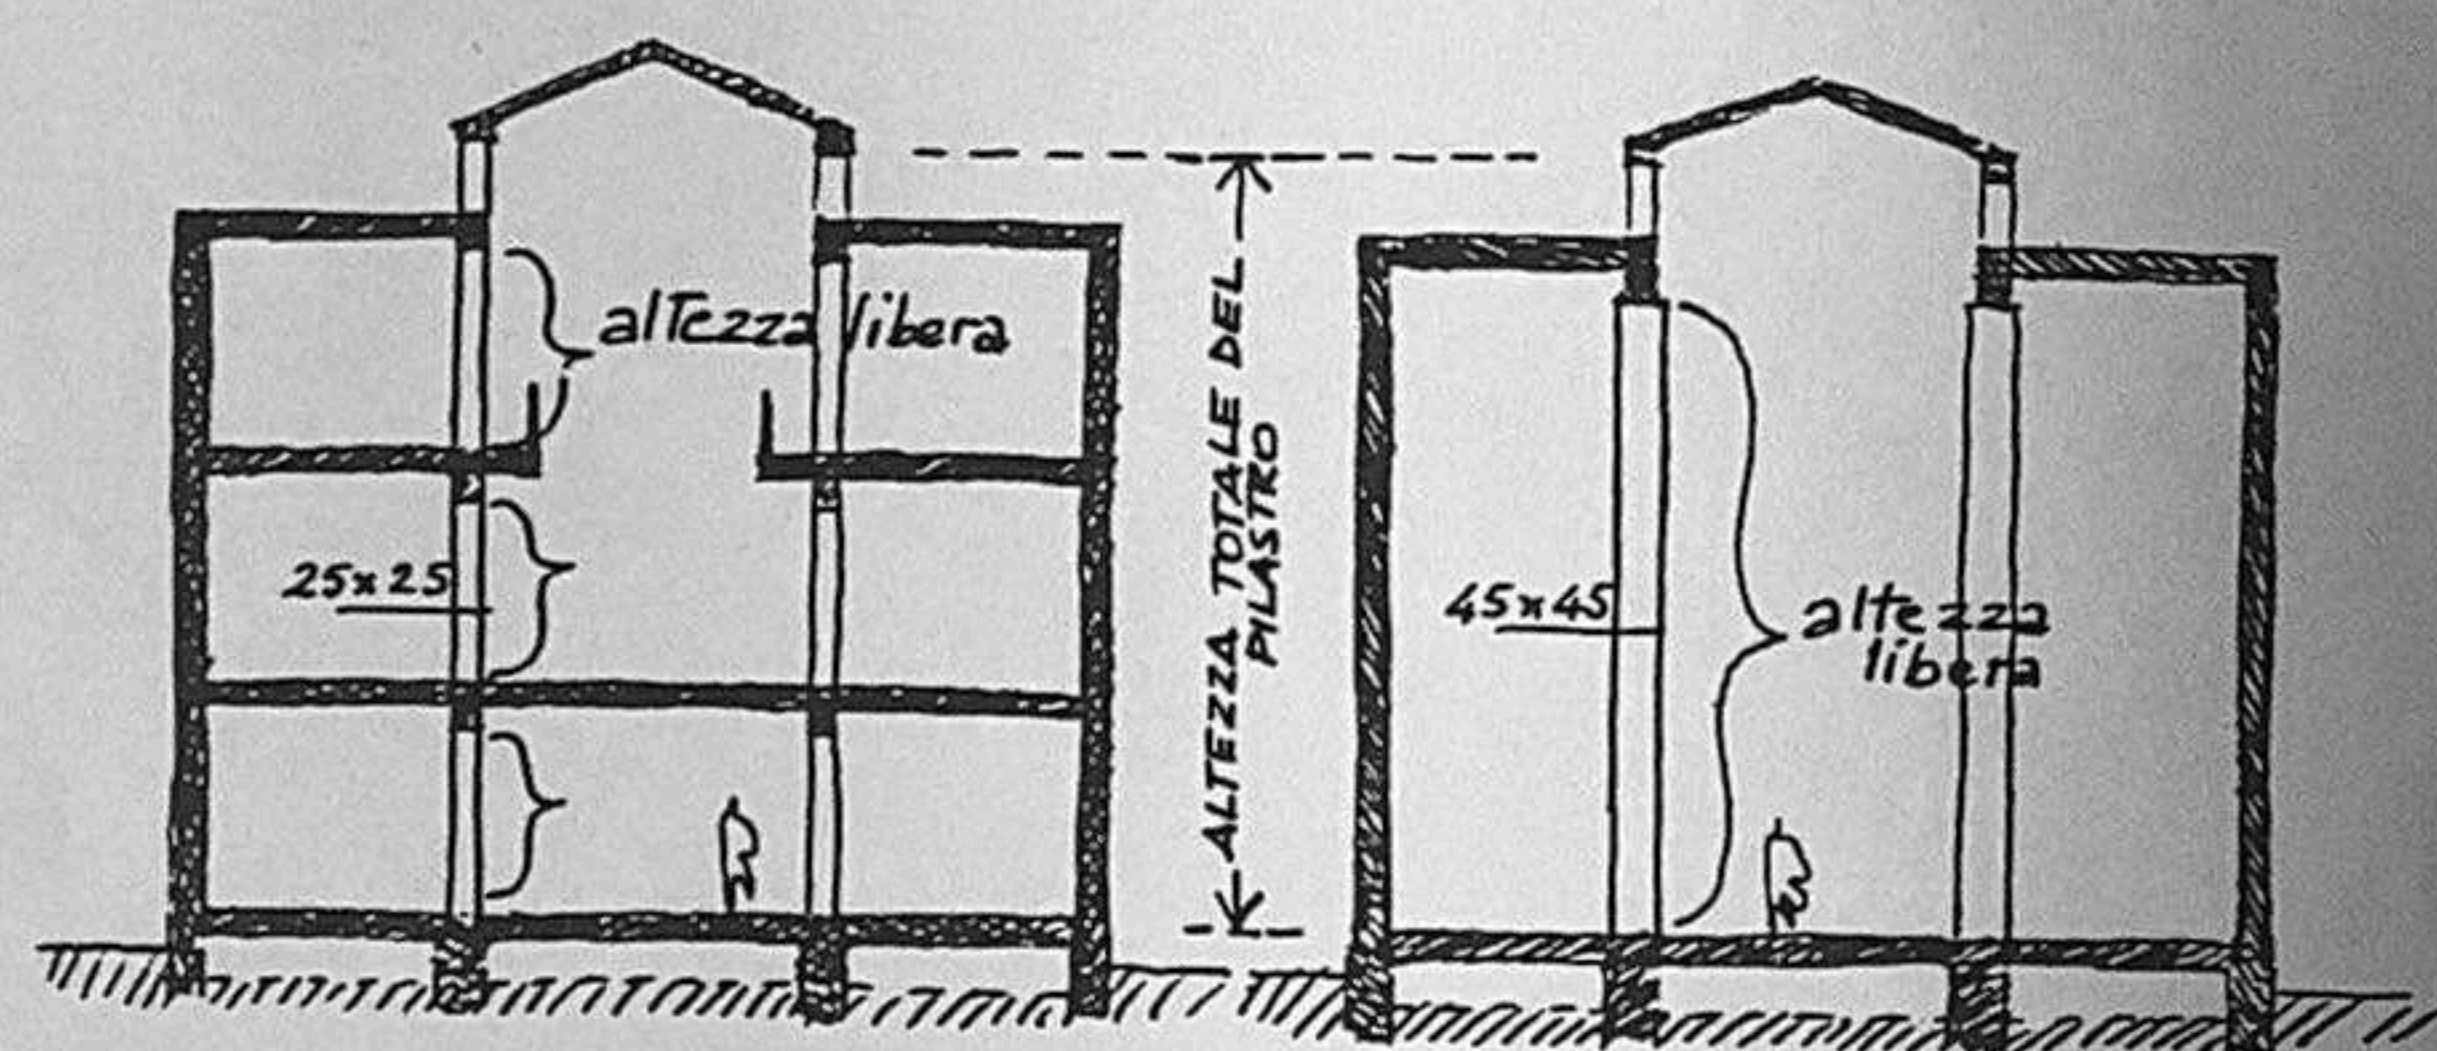 altezza libera
25x25
ALTEZZA TOTALE DEL
PILASTRO
45x45
altezza
libera